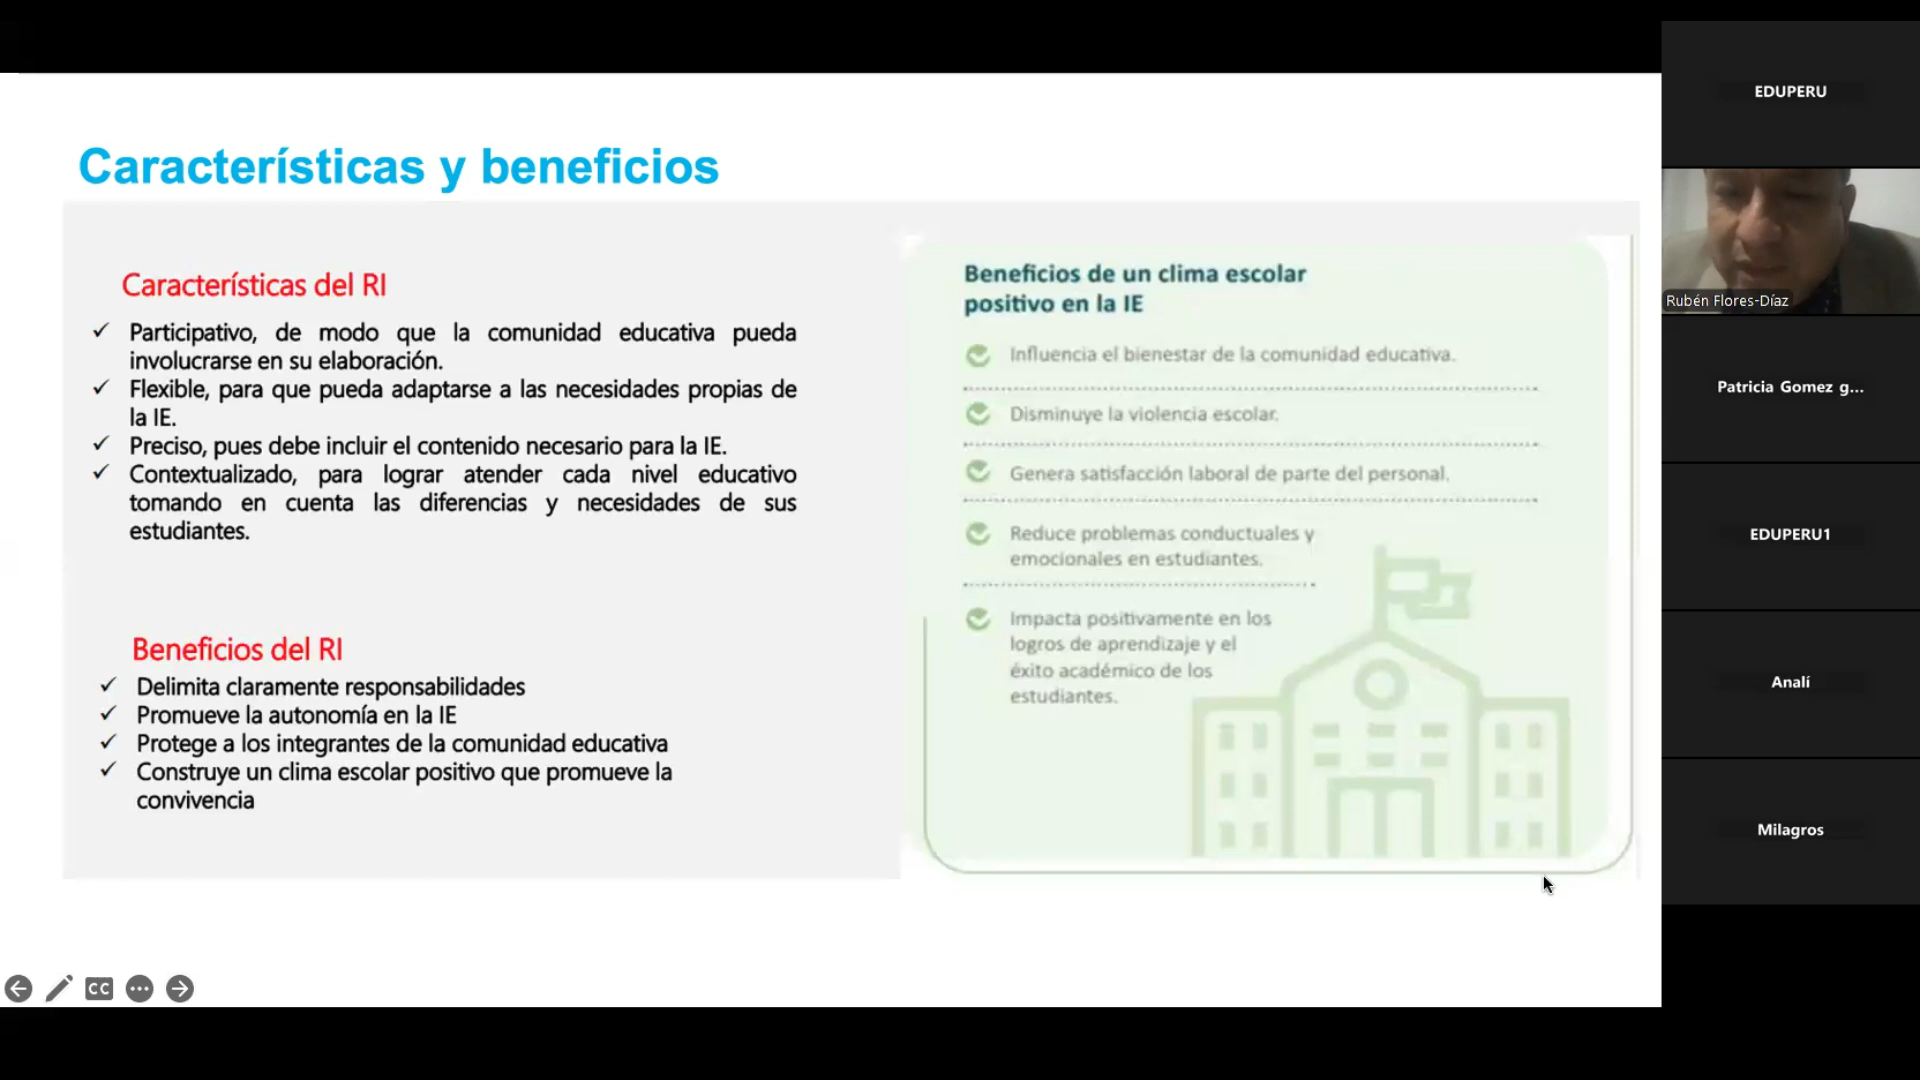 Características y beneficios
Características del RI
Participativo, de modo que la comunidad educativa pueda
involucrarse en su elaboración.
Flexible, para que pueda adaptarse a las necesidades propias de
la IE.
Preciso, pues debe incluir el contenido necesario para la IE.
Contextualizado, para lograr atender cada nivel educativo
tomando en cuenta las diferencias y necesidades de sus
estudiantes.
Beneficios del RI
Delimita claramente responsabilidades
Promueve la autonomía en la IE
Protege a los integrantes de la comunidad educativa
Construye un clima escolar positivo que promueve la
convivencia
Beneficios de un clima escolar
positivo en la IE
Influencia el bienestar de la comunidad educativa.
Disminuye la violencia escolar.
Genera satisfacción laboral de parte del personal.
Reduce problemas conductuales y
emocionales en estudiantes.
Impacta positivamente en los
logros de aprendizaje y el
éxito académico de los
estudiantes.
CC
EDUPERU
Rubén Flores-Díaz
Patricia Gomez g...
EDUPERU1
Analí
Milagros